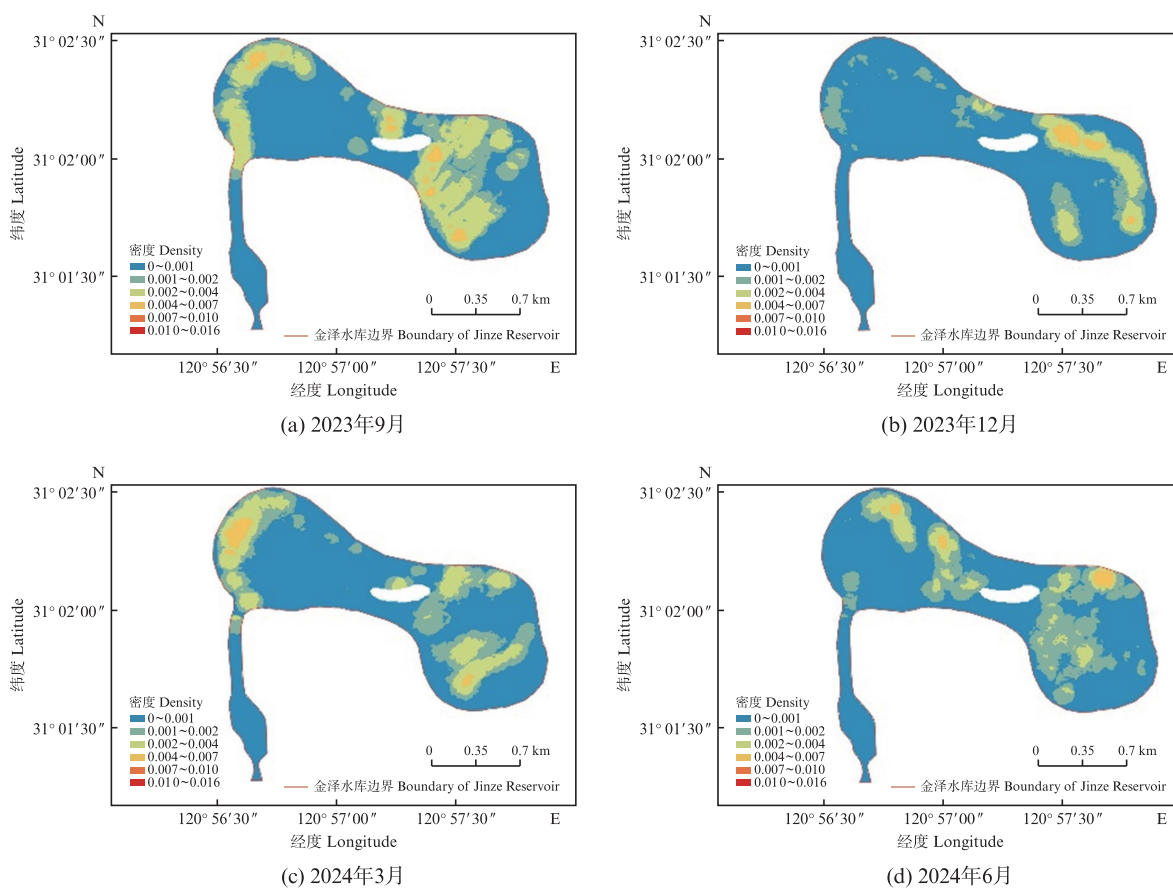 N
31° 02′30″
31° 02′00″
31° 01′30″
纬度 Latitude
密度 Density
0~0.001
0.001~0.002
0.002~0.004
0.004~0.007
0.007~0.010
0.010~0.016
0 0.35 0.7 km
金泽水库边界 Boundary of Jinze Reservoir
120° 56′30″ 120° 57′00″ 120° 57′30″ E
经度 Longitude
(a) 2023年9月
N
31° 02′30″
31° 02′00″
31° 01′30″
纬度 Latitude
密度 Density
0~0.001
0.001~0.002
0.002~0.004
0.004~0.007
0.007~0.010
0.010~0.016
0 0.35 0.7 km
金泽水库边界 Boundary of Jinze Reservoir
120° 56′30″ 120° 57′00″ 120° 57′30″ E
经度 Longitude
(b) 2023年12月
N
31° 02′30″
31° 02′00″
31° 01′30″
纬度 Latitude
密度 Density
0~0.001
0.001~0.002
0.002~0.004
0.004~0.007
0.007~0.010
0.010~0.016
0 0.35 0.7 km
金泽水库边界 Boundary of Jinze Reservoir
120° 56′30″ 120° 57′00″ 120° 57′30″ E
经度 Longitude
(c) 2024年3月
N
31° 02′30″
31° 02′00″
31° 01′30″
纬度 Latitude
密度 Density
0~0.001
0.001~0.002
0.002~0.004
0.004~0.007
0.007~0.010
0.010~0.016
0 0.35 0.7 km
金泽水库边界 Boundary of Jinze Reservoir
120° 56′30″ 120° 57′00″ 120° 57′30″ E
经度 Longitude
(d) 2024年6月